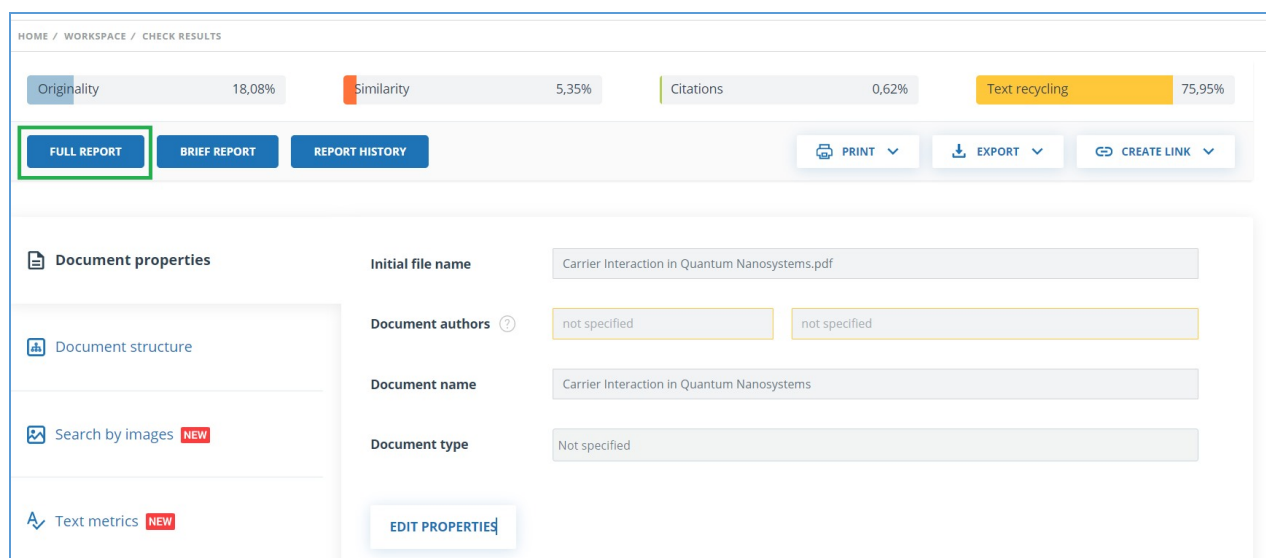 HOME / WORKSPACE / CHECK RESULTS
Originality 18,08% Similarity 5,35% Citations 0,62% Text recycling 75,95%
FULL REPORT BRIEF REPORT REPORT HISTORY PRINT EXPORT CREATE LINK
Document properties
Document structure
Search by images NEW
Text metrics NEW
Initial file name Carrier Interaction in Quantum Nanosystems.pdf
Document authors ? not specified not specified
Document name Carrier Interaction in Quantum Nanosystems
Document type Not specified
EDIT PROPERTIES